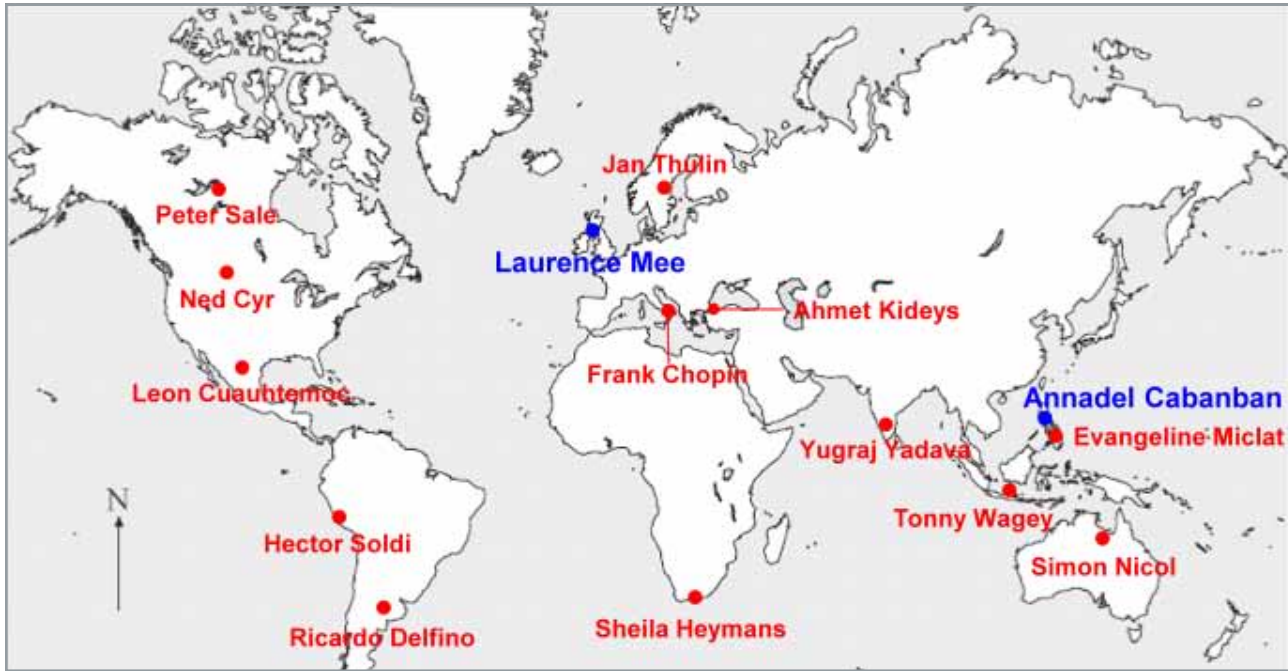 Jan Thulin
Peter Sale
Laurence Mee
Ned Cyr
Ahmet Kideys
Frank Chopin
Leon Cuauhtemoc
Annadel Cabanban
Evangeline Miclat
Yugraj Yadava
N
Tonny Wagey
Hector Soldi
Simon Nicol
Sheila Heymans
Ricardo Delfino